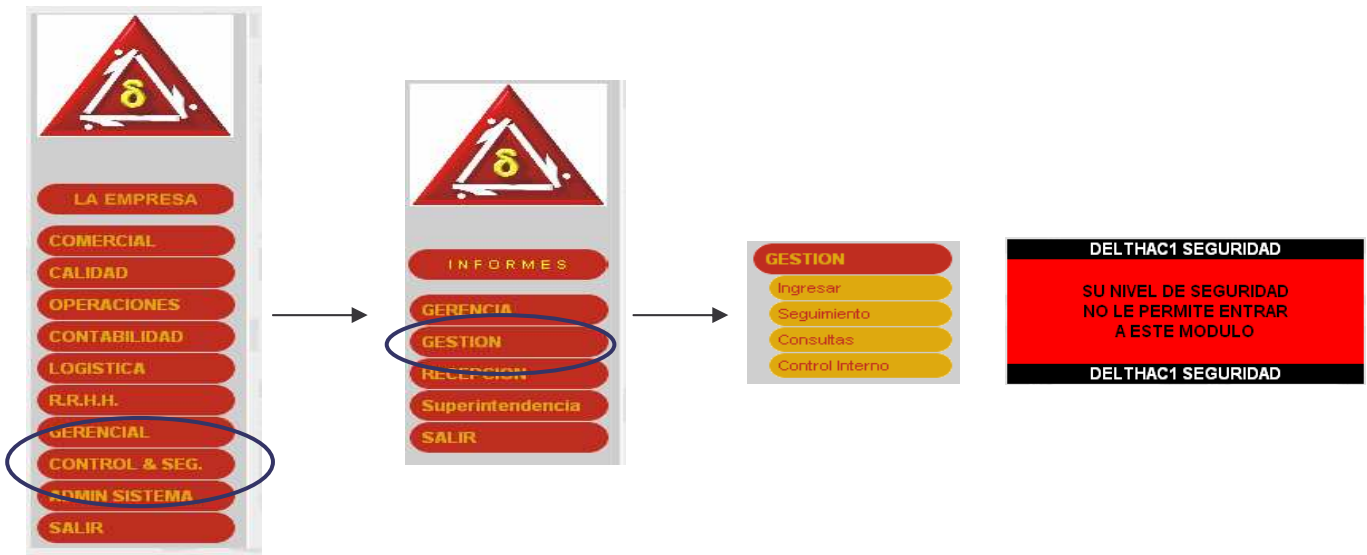 δ
LA EMPRESA
COMERCIAL
CALIDAD
OPERACIONES
CONTABILIDAD
LOGISTICA
R.R.H.H.
GERENCIAL
CONTROL & SEG.
ADMIN SISTEMA
SALIR
δ
INFORMES
GERENCIA
GESTION
RECEPCION
Superintendencia
SALIR
GESTION
Ingresar
Seguimiento
Consultas
Control Interno
DELTHAC1 SEGURIDAD
SU NIVEL DE SEGURIDAD
NO LE PERMITE ENTRAR
A ESTE MODULO
DELTHAC1 SEGURIDAD